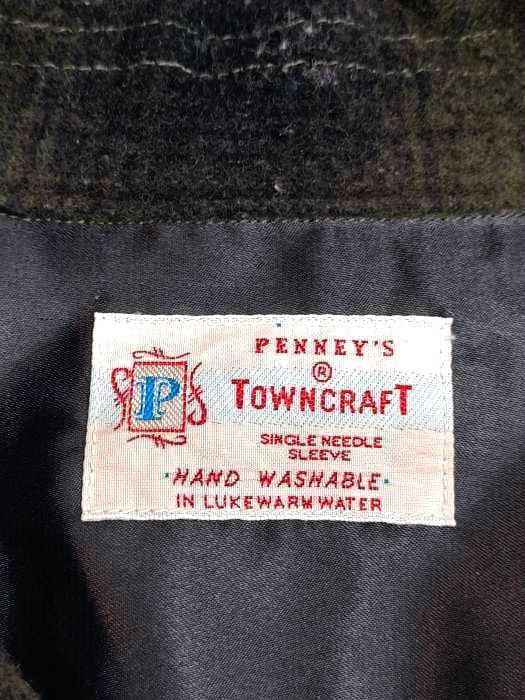 PENNEY'S
®
P
TOWNCRAFT
SINGLE NEEDLE
SLEEVE
·HAND WASHABLE·
IN LUKEWARM WATER